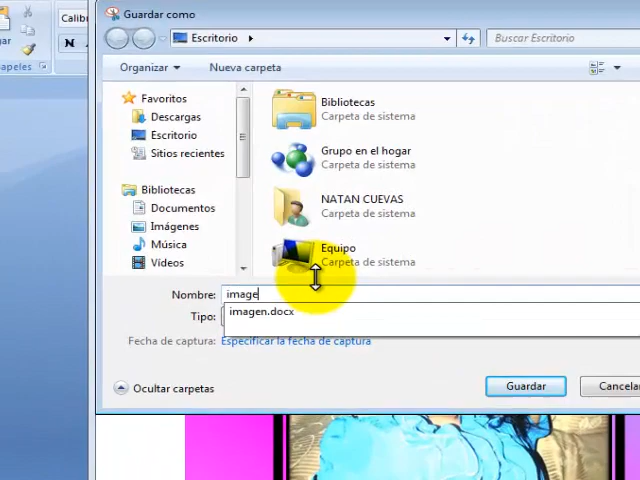 Guardar como
Calib
Escritorio
Buscar Escritorio
Organizar
Nueva carpeta
N
Favoritos
Descargas
Escritorio
Sitios recientes
Bibliotecas
Documentos
Imágenes
Música
Vídeos
Bibliotecas
Carpeta de sistema
Grupo en el hogar
Carpeta de sistema
NATAN CUEVAS
Carpeta de sistema
Equipo
Carpeta de sistema
Nombre: image
imagen.docx
Tipo:
Fecha de captura: Especificar la fecha de captura
Ocultar carpetas
Guardar
Cancelar